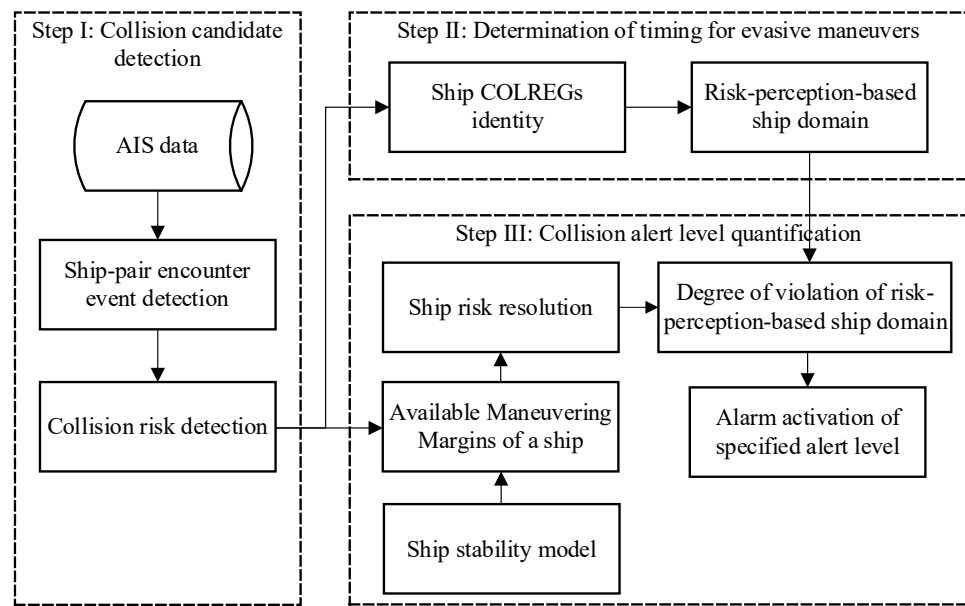 Step I: Collision candidate
detection
AIS data
Ship-pair encounter
event detection
Collision risk detection
Step II: Determination of timing for evasive maneuvers
Ship COLREGs
identity
Risk-perception-based
ship domain
Step III: Collision alert level quantification
Ship risk resolution
Degree of violation of risk-
perception-based ship domain
Available Maneuvering
Margins of a ship
Alarm activation of
specified alert level
Ship stability model